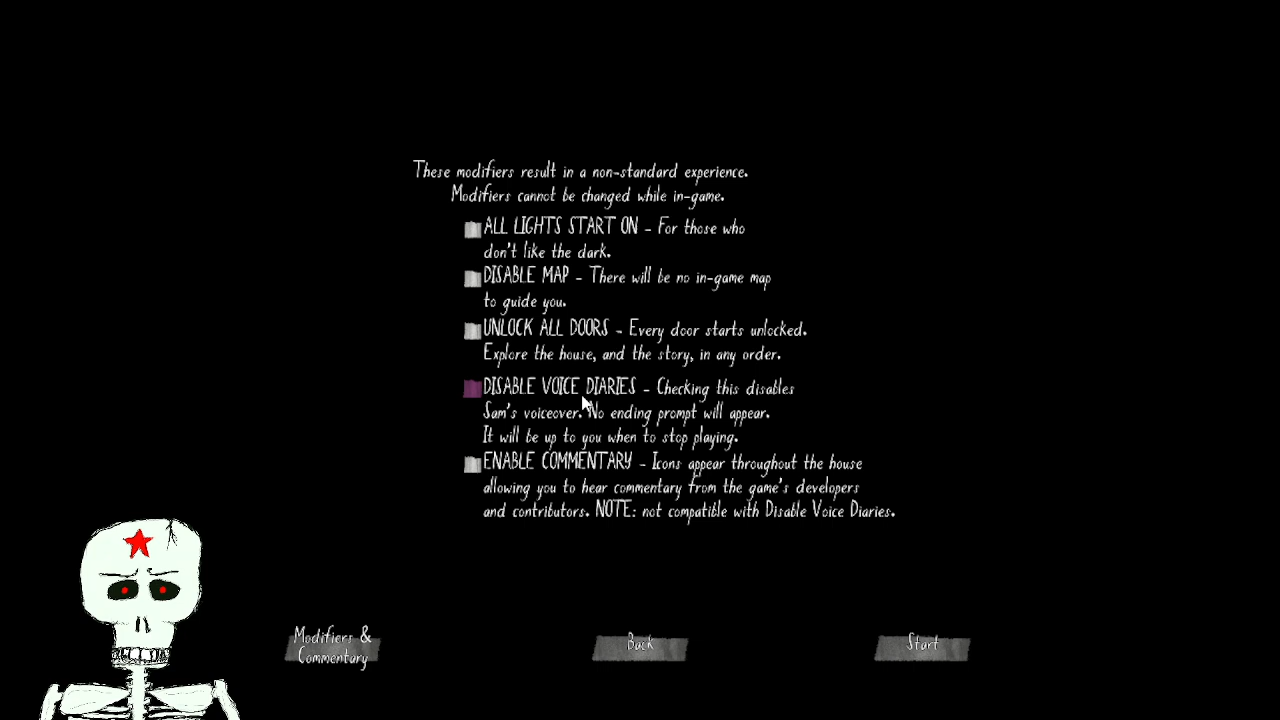 These modifiers result in a non-standard experience.
Modifiers cannot be changed while in-game.
ALL LIGHTS START ON - For those who
don't like the dark.
DISABLE MAP - There will be no in-game map
to guide you.
UNLOCK ALL DOORS - Every door starts unlocked.
Explore the house, and the story, in any order.
DISABLE VOICE DIARIES - Checking this disables
Sam's voiceover. No ending prompt will appear.
It will be up to you when to stop playing.
ENABLE COMMENTARY - Icons appear throughout the house
allowing you to hear commentary from the game's developers
and contributors. NOTE: not compatible with Disable Voice Diaries.
Modifiers &
Commentary
Back
Start